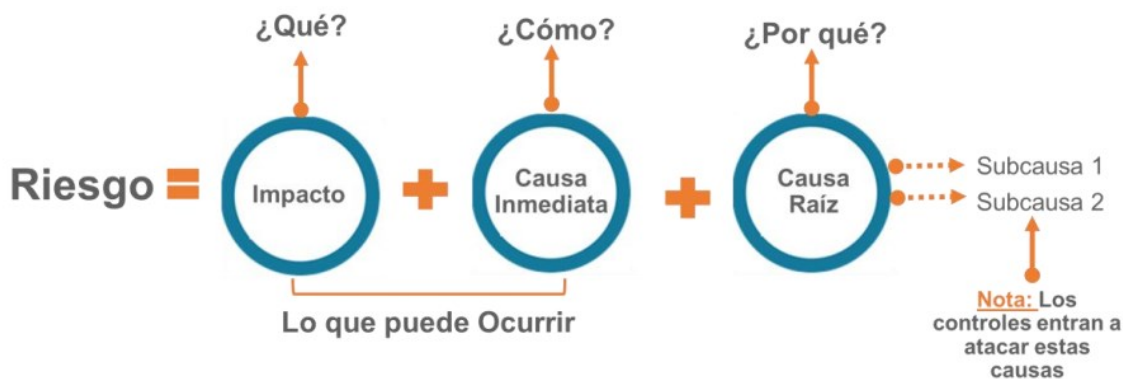 ¿Qué?
¿Cómo?
¿Por qué?
Riesgo =
Impacto
+
Causa
Inmediata
+
Causa
Raíz
Subcausa 1
Subcausa 2
Lo que puede Ocurrir
Nota: Los
controles entran a
atacar estas
causas